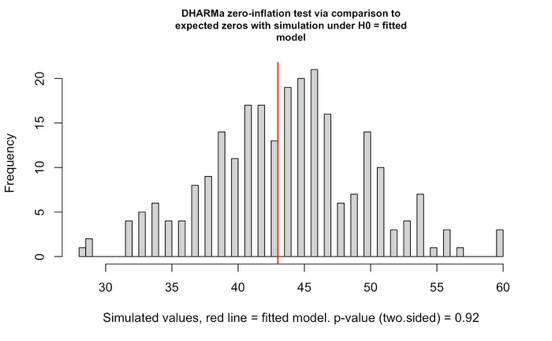 DHARMa zero-inflation test via comparison to
expected zeros with simulation under H0 = fitted
model
Frequency
20
15
10
5
0
30 35 40 45 50 55 60
Simulated values, red line = fitted model. p-value (two.sided) = 0.92